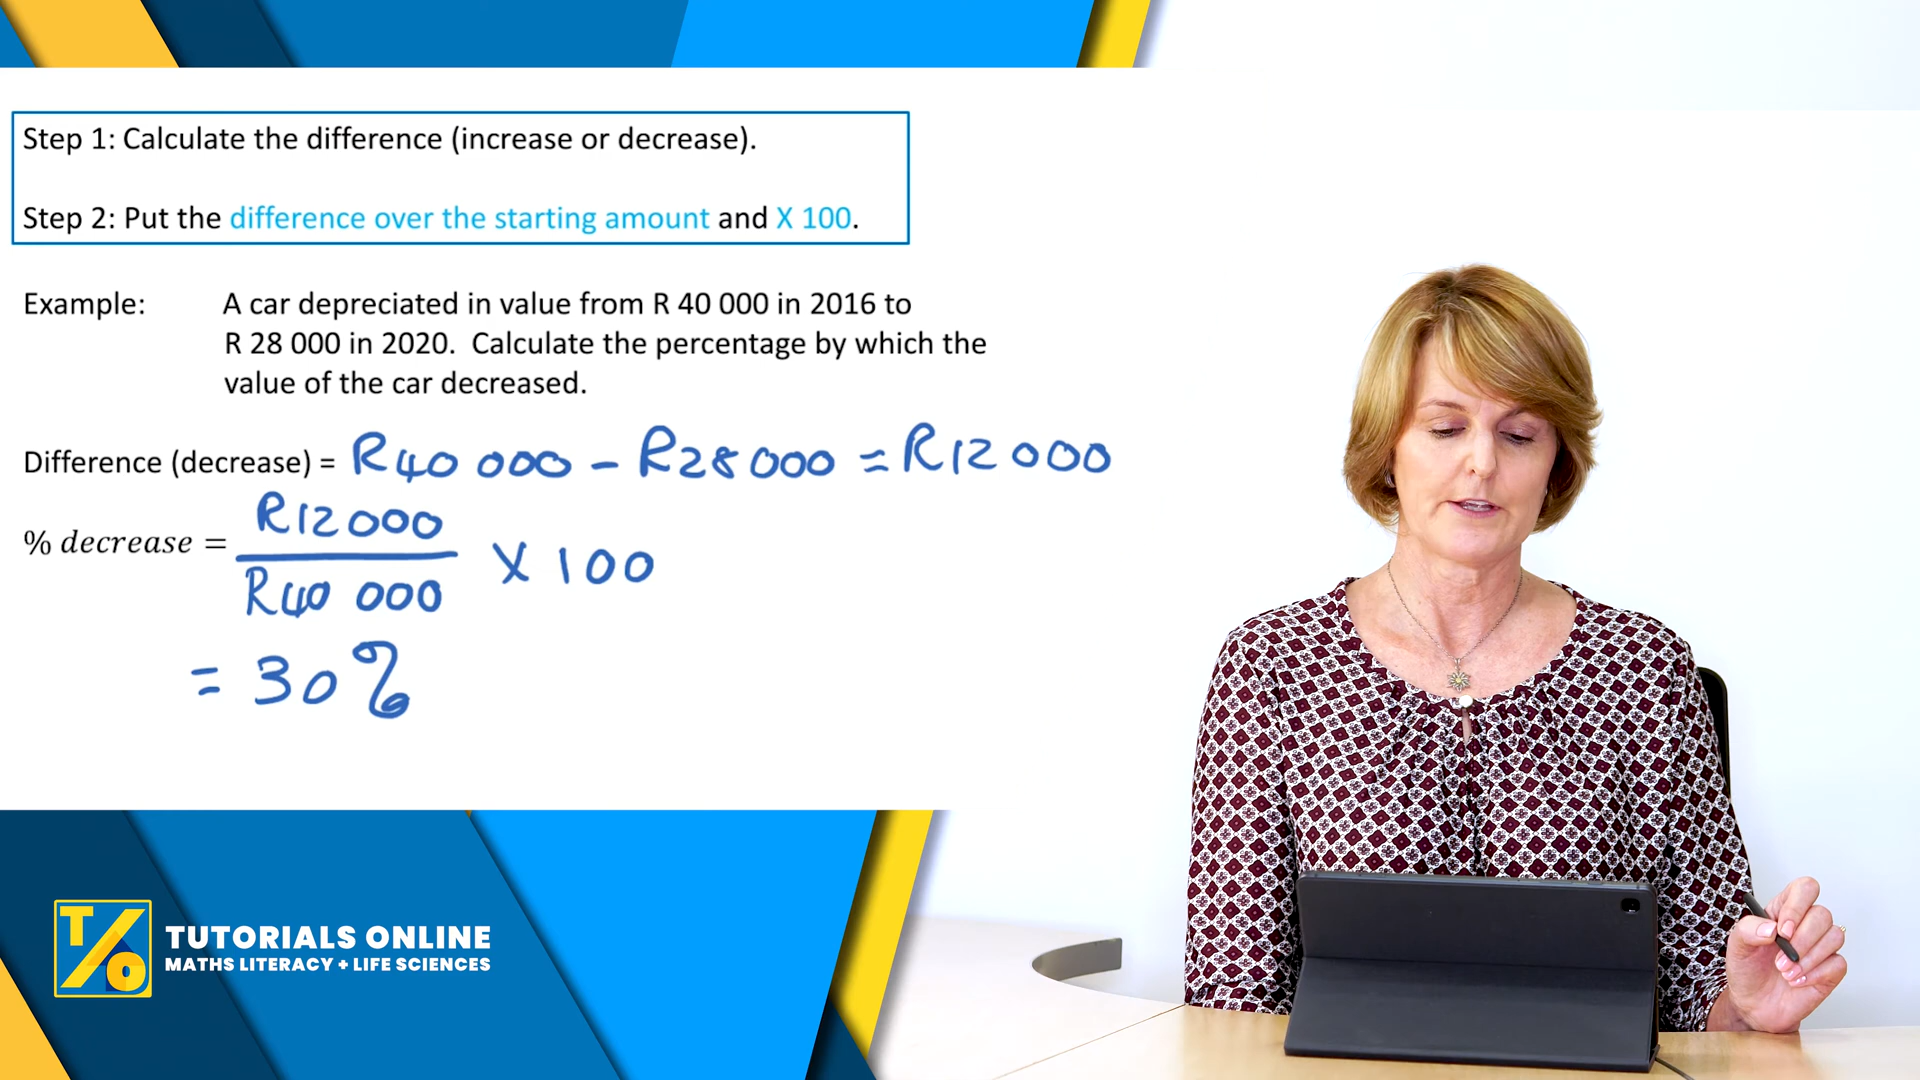 Step 1: Calculate the difference (increase or decrease).
Step 2: Put the difference over the starting amount and X 100.
Example: A car depreciated in value from R 40 000 in 2016 to
R 28 000 in 2020. Calculate the percentage by which the
value of the car decreased.
Difference (decrease) = R40 000 - R28 000 = R12 000
R12 000
% decrease = X 100
R40 000
= 30%
T/O
TUTORIALS ONLINE
MATHS LITERACY + LIFE SCIENCES